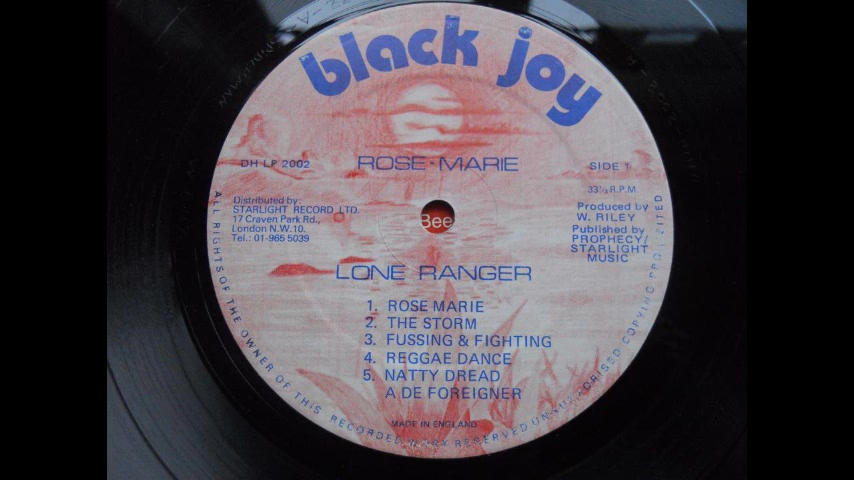 black joy
DH LP 2002
ROSE-MARIE
SIDE 1
33⅓ R.P.M
Distributed by:
STARLIGHT RECORD LTD.
17 Craven Park Rd.,
London N.W.10.
Tel.: 01-965 5039
Produced by
W. RILEY
Published by
PROPHECY/
STARLIGHT
MUSIC
Bee
LONE RANGER
1. ROSE MARIE
2. THE STORM
3. FUSSING & FIGHTING
4. REGGAE DANCE
5. NATTY DREAD
A DE FOREIGNER
MADE IN ENGLAND
ALL RIGHTS OF THE OWNER OF THIS RECORDED WORK RESERVED COPYING